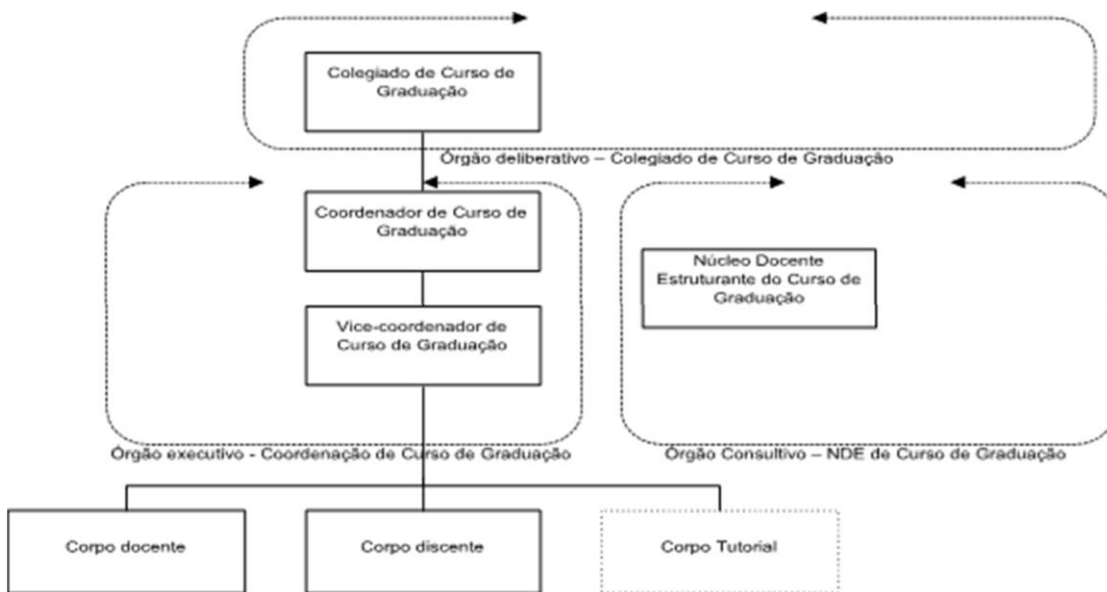 Colegiado de Curso de
Graduação
Órgão deliberativo – Colegiado de Curso de Graduação
Coordenador de Curso de
Graduação
Núcleo Docente
Estruturante do Curso de
Graduação
Vice-coordenador de
Curso de Graduação
Órgão executivo - Coordenação de Curso de Graduação
Órgão Consultivo – NDE de Curso de Graduação
Corpo docente
Corpo discente
Corpo Tutorial